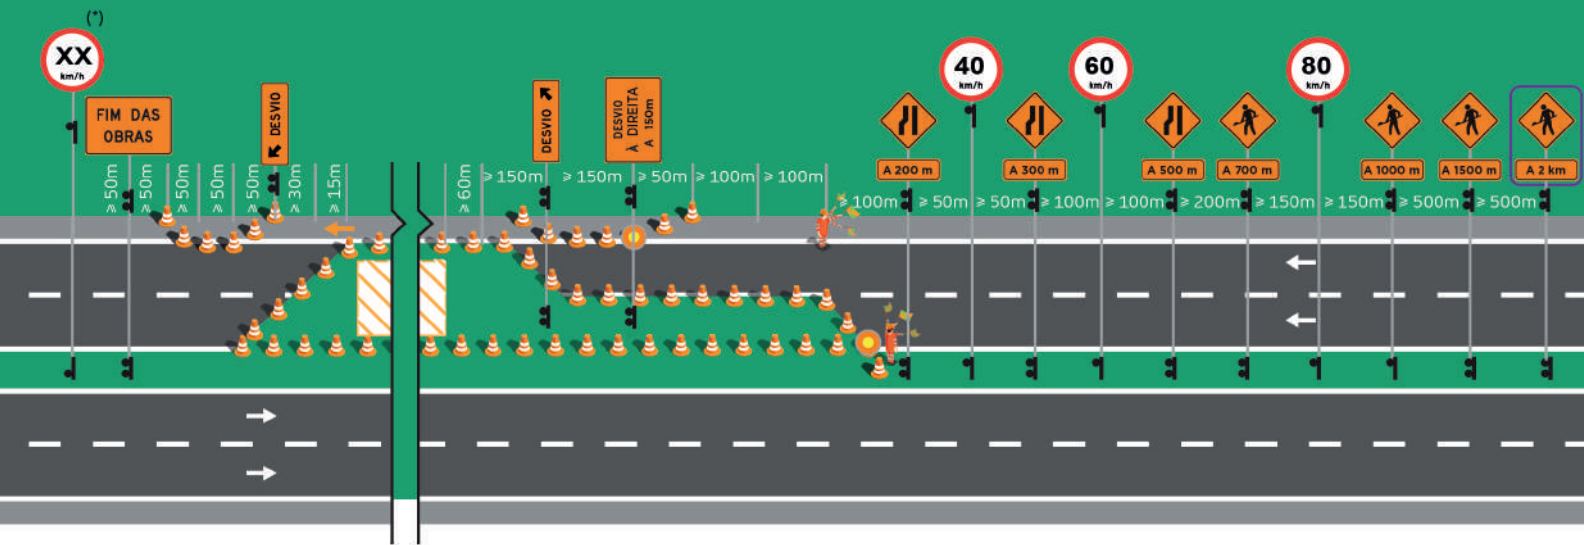 (*)
XX
km/h
FIM DAS
OBRAS
DESVIO
DESVIO
DESVIO
À DIREITA
A 150m
40
km/h
60
km/h
80
km/h
A 200 m
A 300 m
A 500 m
A 700 m
A 1000 m
A 1500 m
A 2 km
⩾ 50m
⩾ 50m
⩾ 50m
⩾ 50m
⩾ 50m
⩾ 30m
⩾ 15m
⩾ 60m
⩾ 150m
⩾ 150m
⩾ 50m
⩾ 100m
⩾ 100m
⩾ 100m
⩾ 50m
⩾ 50m
⩾ 100m
⩾ 100m
⩾ 200m
⩾ 150m
⩾ 150m
⩾ 500m
⩾ 500m